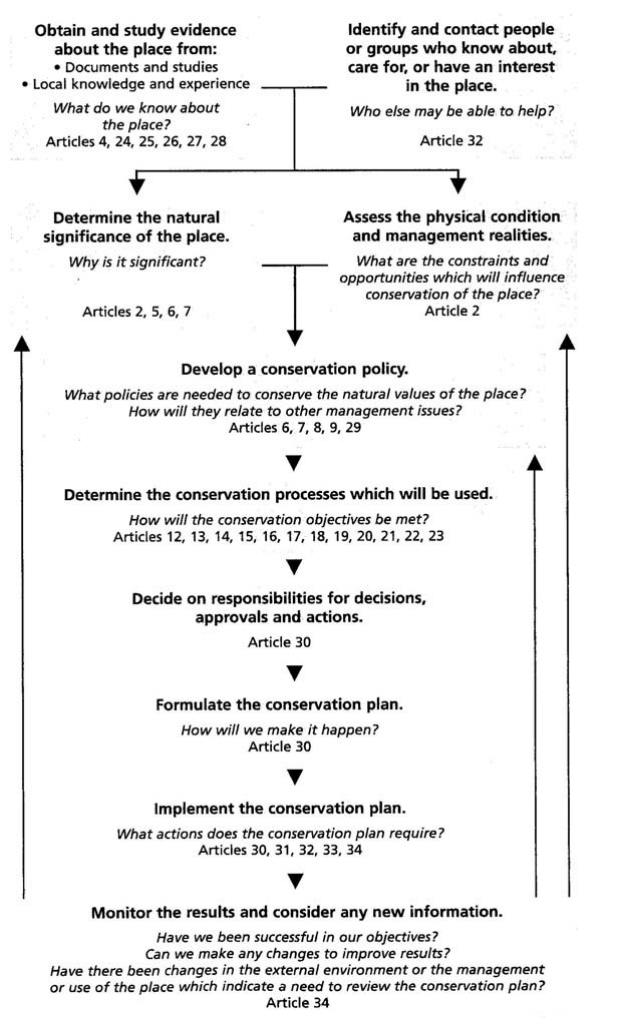 Obtain and study evidence
about the place from:
• Documents and studies
• Local knowledge and experience
What do we know about
the place?
Articles 4, 24, 25, 26, 27, 28
Identify and contact people
or groups who know about,
care for, or have an interest
in the place.
Who else may be able to help?
Article 32
Determine the natural
significance of the place.
Why is it significant?
Articles 2, 5, 6, 7
Assess the physical condition
and management realities.
What are the constraints and
opportunities which will influence
conservation of the place?
Article 2
Develop a conservation policy.
What policies are needed to conserve the natural values of the place?
How will they relate to other management issues?
Articles 6, 7, 8, 9, 29
Determine the conservation processes which will be used.
How will the conservation objectives be met?
Articles 12, 13, 14, 15, 16, 17, 18, 19, 20, 21, 22, 23
Decide on responsibilities for decisions,
approvals and actions.
Article 30
Formulate the conservation plan.
How will we make it happen?
Article 30
Implement the conservation plan.
What actions does the conservation plan require?
Articles 30, 31, 32, 33, 34
Monitor the results and consider any new information.
Have we been successful in our objectives?
Can we make any changes to improve results?
Have there been changes in the external environment or the management
or use of the place which indicate a need to review the conservation plan?
Article 34